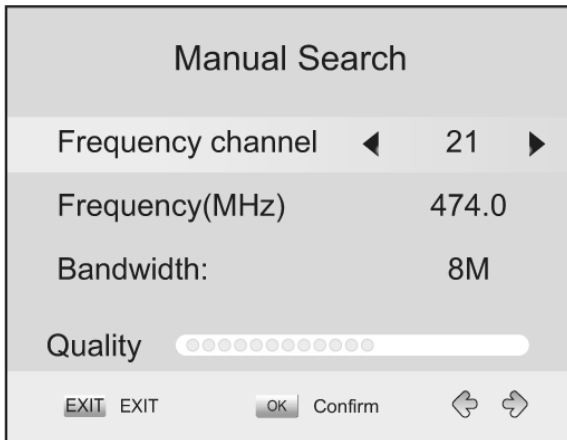 Manual Search
Frequency channel 21
Frequency(MHz) 474.0
Bandwidth: 8M
Quality
EXIT EXIT OK Confirm